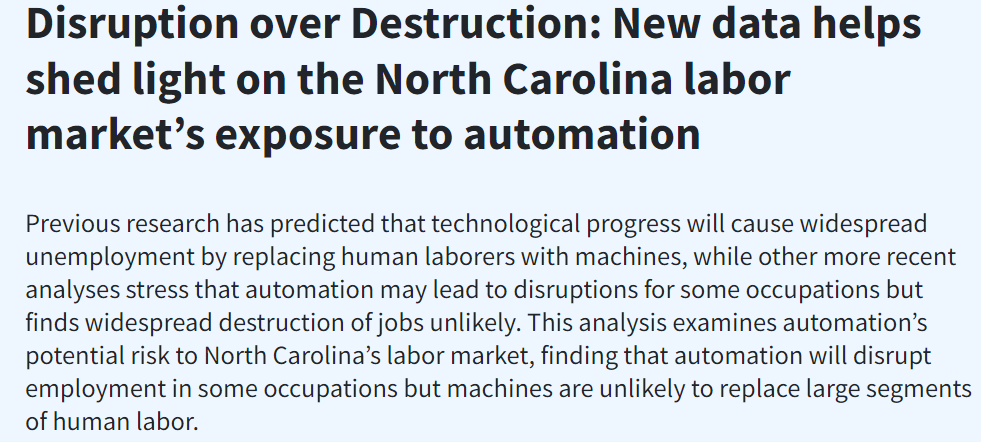 Disruption over Destruction: New data helps
shed light on the North Carolina labor
market’s exposure to automation
Previous research has predicted that technological progress will cause widespread
unemployment by replacing human laborers with machines, while other more recent
analyses stress that automation may lead to disruptions for some occupations but
finds widespread destruction of jobs unlikely. This analysis examines automation’s
potential risk to North Carolina’s labor market, finding that automation will disrupt
employment in some occupations but machines are unlikely to replace large segments
of human labor.